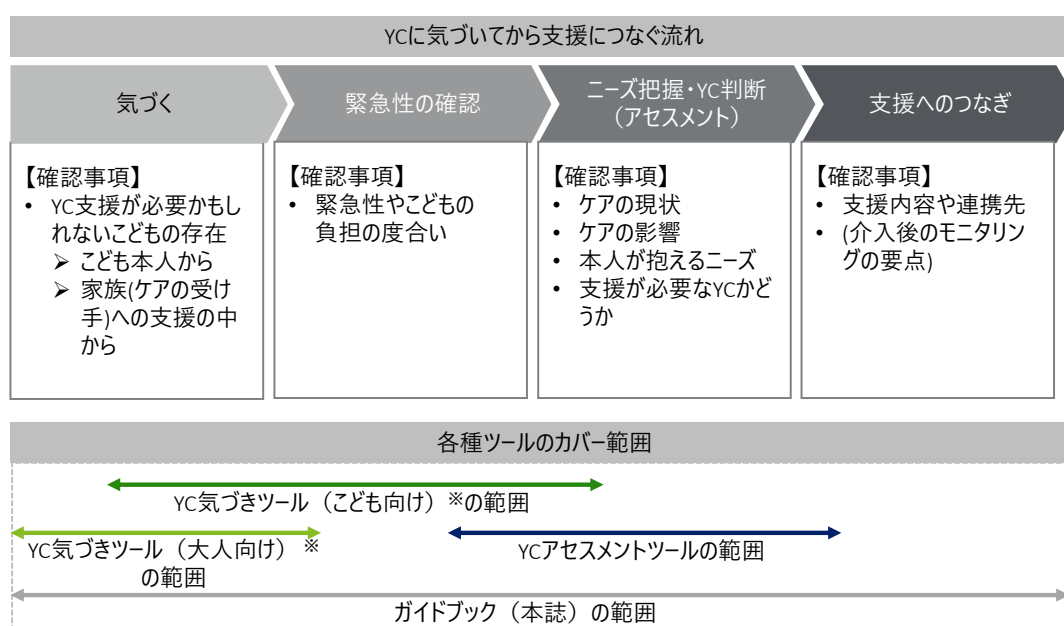 YCに気づいてから支援につなぐ流れ
気づく
緊急性の確認
ニーズ把握・YC判断
（アセスメント）
支援へのつなぎ
【確認事項】
• YC支援が必要かもし
れないこどもの存在
➢ こども本人から
➢ 家族(ケアの受け
手)への支援の中
から
【確認事項】
• 緊急性やこどもの
負担の度合い
【確認事項】
• ケアの現状
• ケアの影響
• 本人が抱えるニーズ
• 支援が必要なYCかど
うか
【確認事項】
• 支援内容や連携先
• (介入後のモニタリン
グの要点)
各種ツールのカバー範囲
YC気づきツール（こども向け）※の範囲
YC気づきツール（大人向け）※
の範囲
YCアセスメントツールの範囲
ガイドブック（本誌）の範囲